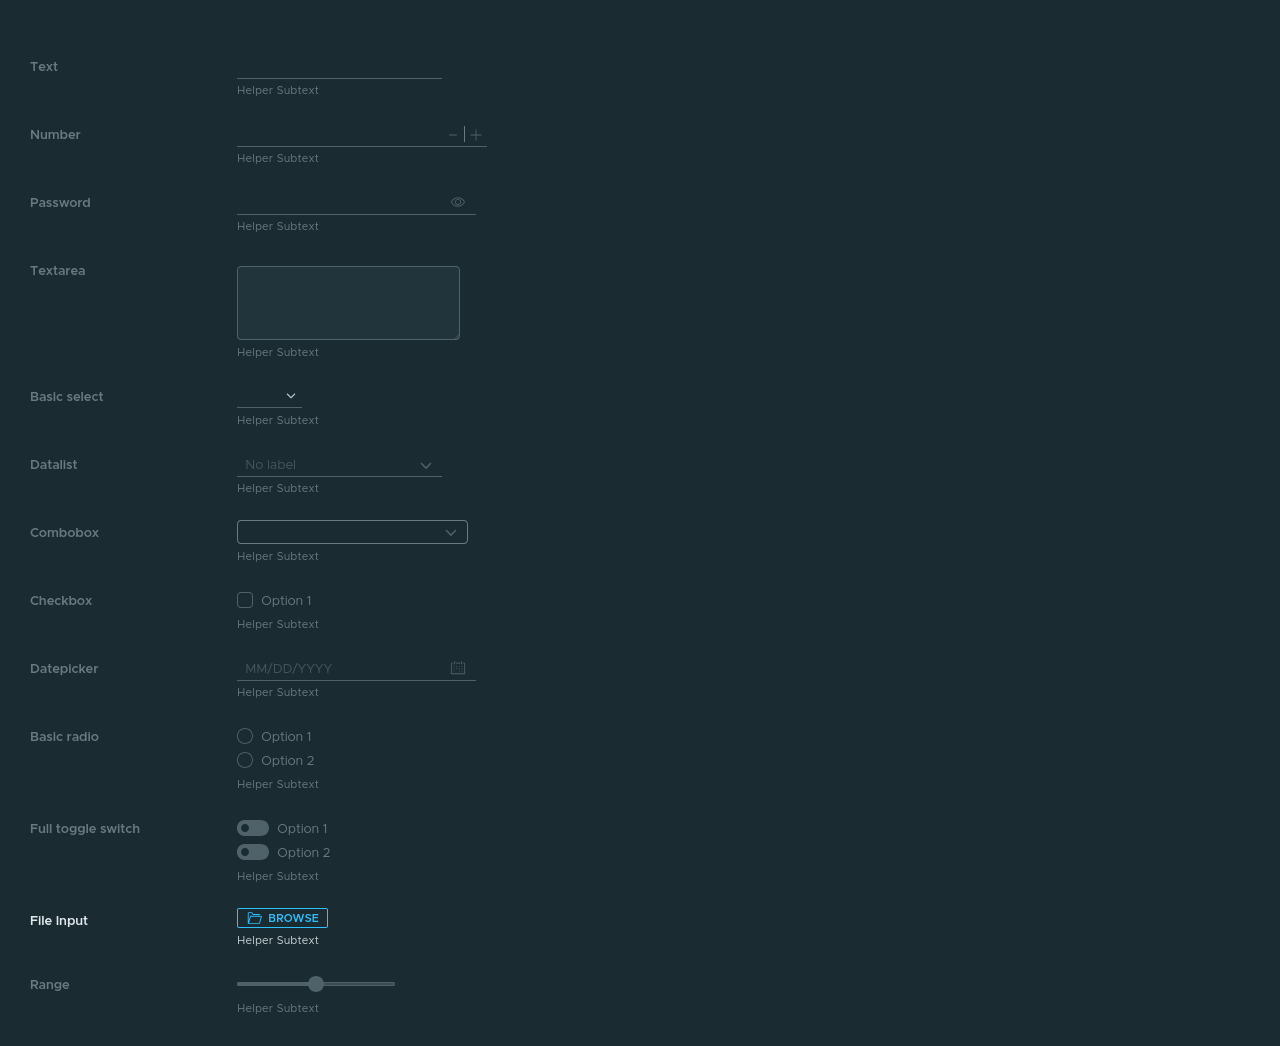 Text
Helper Subtext
Number
Helper Subtext
Password
Helper Subtext
Textarea
Helper Subtext
Basic select
Helper Subtext
Datalist
No label
Helper Subtext
Combobox
Helper Subtext
Checkbox
Option 1
Helper Subtext
Datepicker
MM/DD/YYYY
Helper Subtext
Basic radio
Option 1
Option 2
Helper Subtext
Full toggle switch
Option 1
Option 2
Helper Subtext
File Input
BROWSE
Helper Subtext
Range
Helper Subtext